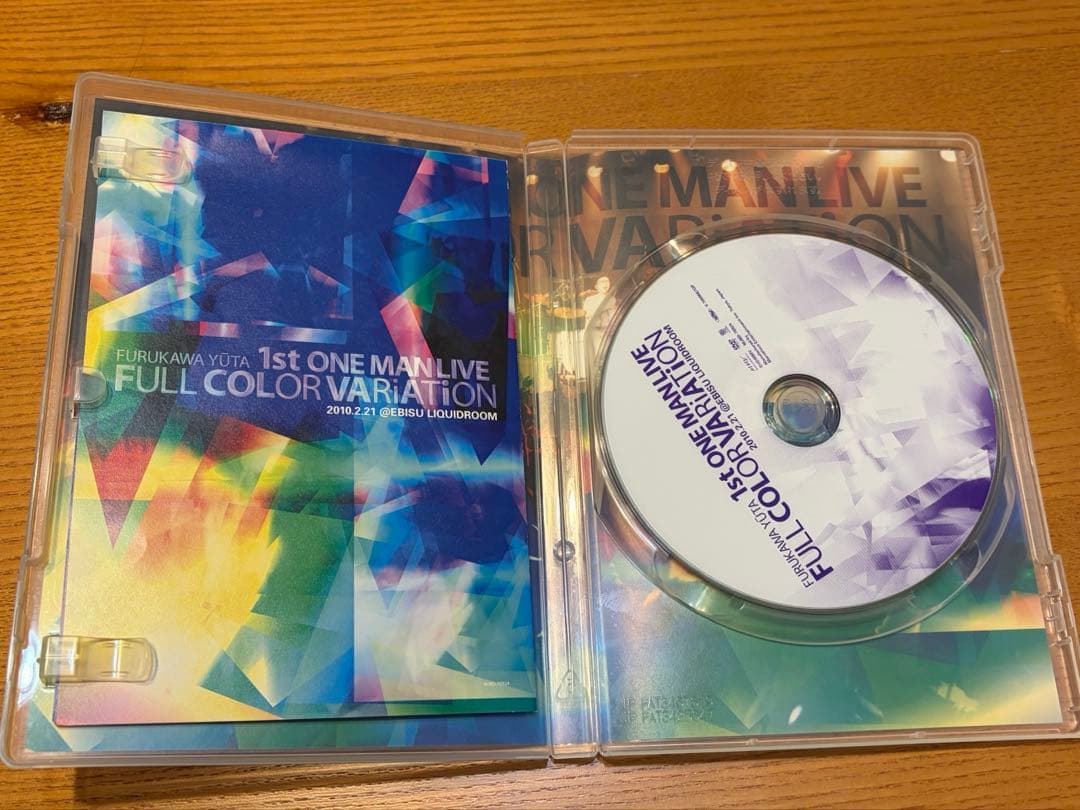 FURUKAWA YŪTA 1st ONE MAN LIVE
FULL COLOR VARiATiON
2010.2.21 @EBISU LIQUIDROOM
ONE MAN LIVE
OR VARiATiON
FURUKAWA YŪTA 1st ONE MAN LIVE
FULL COLOR VARiATiON
2010.2.21 @EBISU LIQUIDROOM